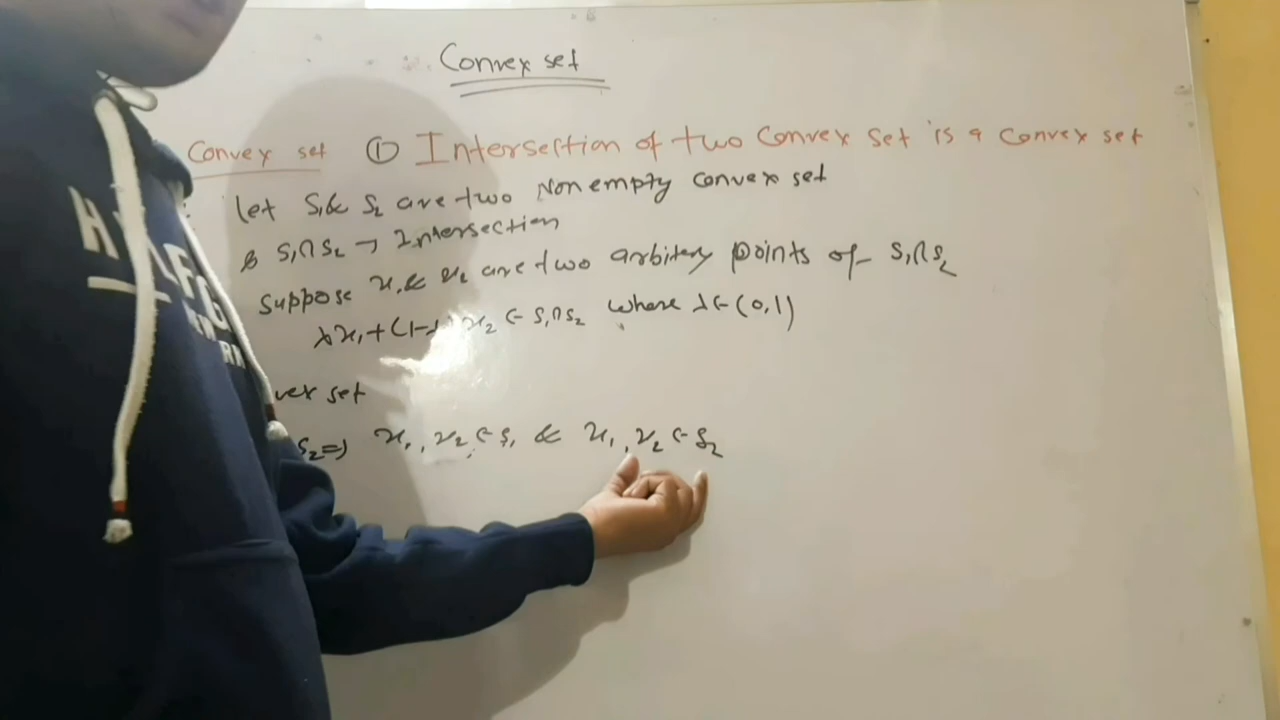 Convex set
Convex set ① Intersection of two Convex Set is a Convex set
let S₁ & S₂ are two Nonempty Convex set
& S₁∩S₂ → Intersection
Suppose x₁ & x₂ are two arbitery points of S₁∩S₂
λx₁+(1-λ)x₂ ∈ S₁∩S₂ where λ∈(0,1)
vex set
S₂ ⇒ x₁, x₂ ∈ S₁ & x₁, x₂ ∈ S₂